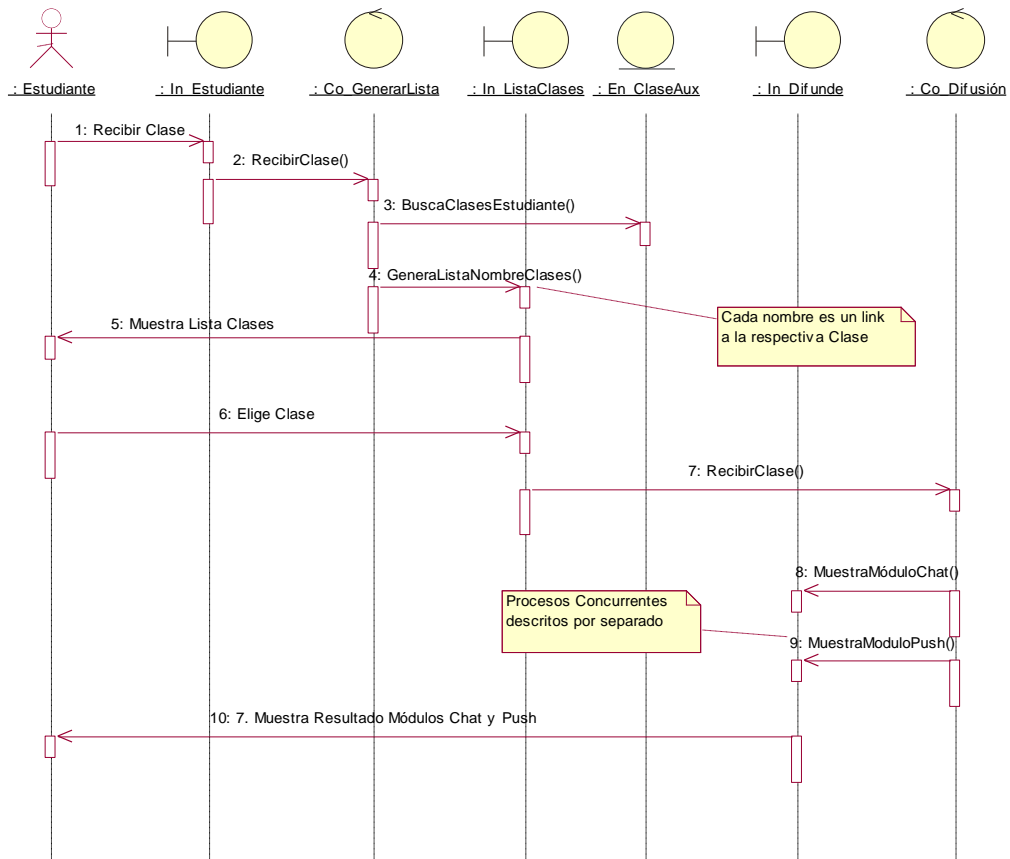 : Estudiante
: In_Estudiante
: Co_GenerarLista
: In_ListaClases
: En_ClaseAux
: In_Difunde
: Co_Difusión
1: Recibir Clase
2: RecibirClase()
3: BuscaClasesEstudiante()
4: GeneraListaNombreClases()
Cada nombre es un link
a la respectiva Clase
5: Muestra Lista Clases
6: Elige Clase
7: RecibirClase()
8: MuestraMóduloChat()
Procesos Concurrentes
descritos por separado
9: MuestraModuloPush()
10: 7. Muestra Resultado Módulos Chat y Push